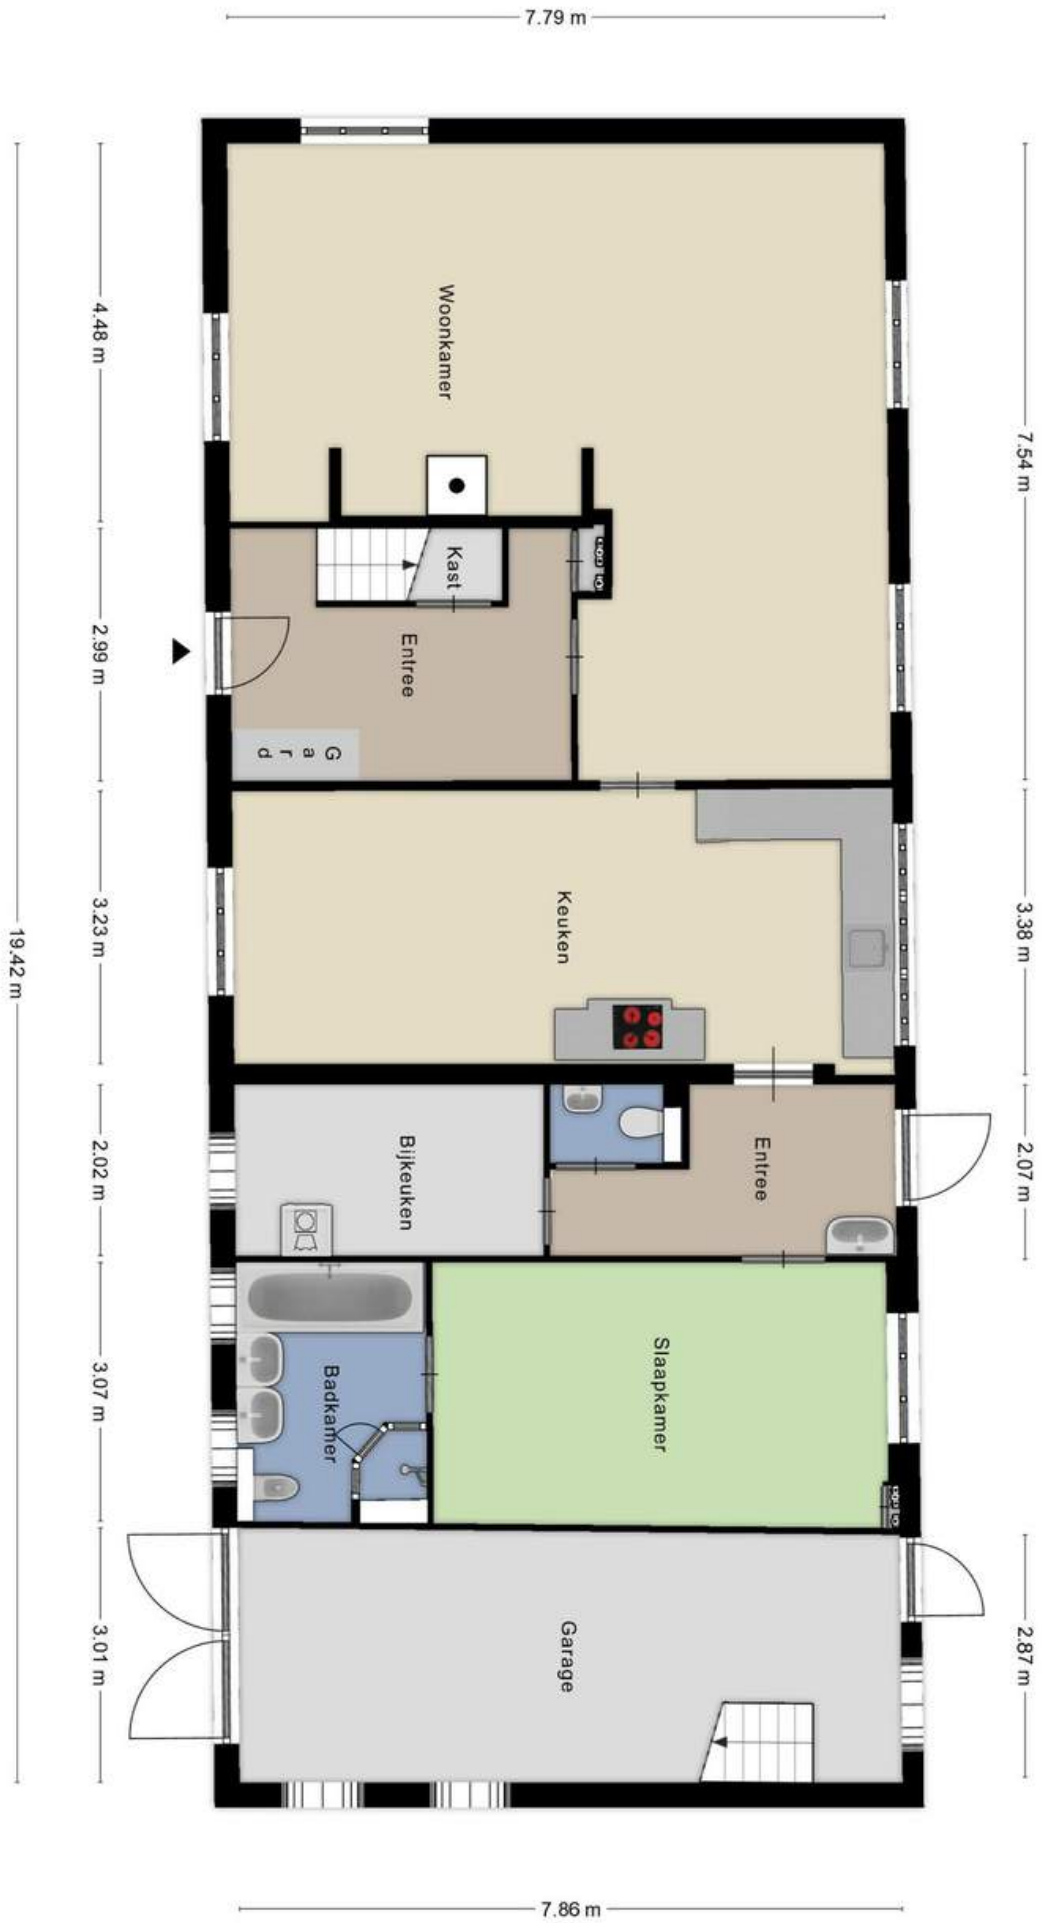 7.79 m
4.48 m
7.54 m
Woonkamer
Kast
2.99 m
Entree
Gard
Keuken
3.23 m
3.38 m
19.42 m
Bijkeuken
Entree
2.02 m
2.07 m
Badkamer
Slaapkamer
3.07 m
Garage
3.01 m
2.87 m
7.86 m